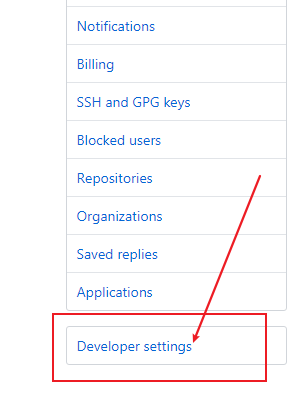 Notifications
Billing
SSH and GPG keys
Blocked users
Repositories
Organizations
Saved replies
Applications
Developer settings